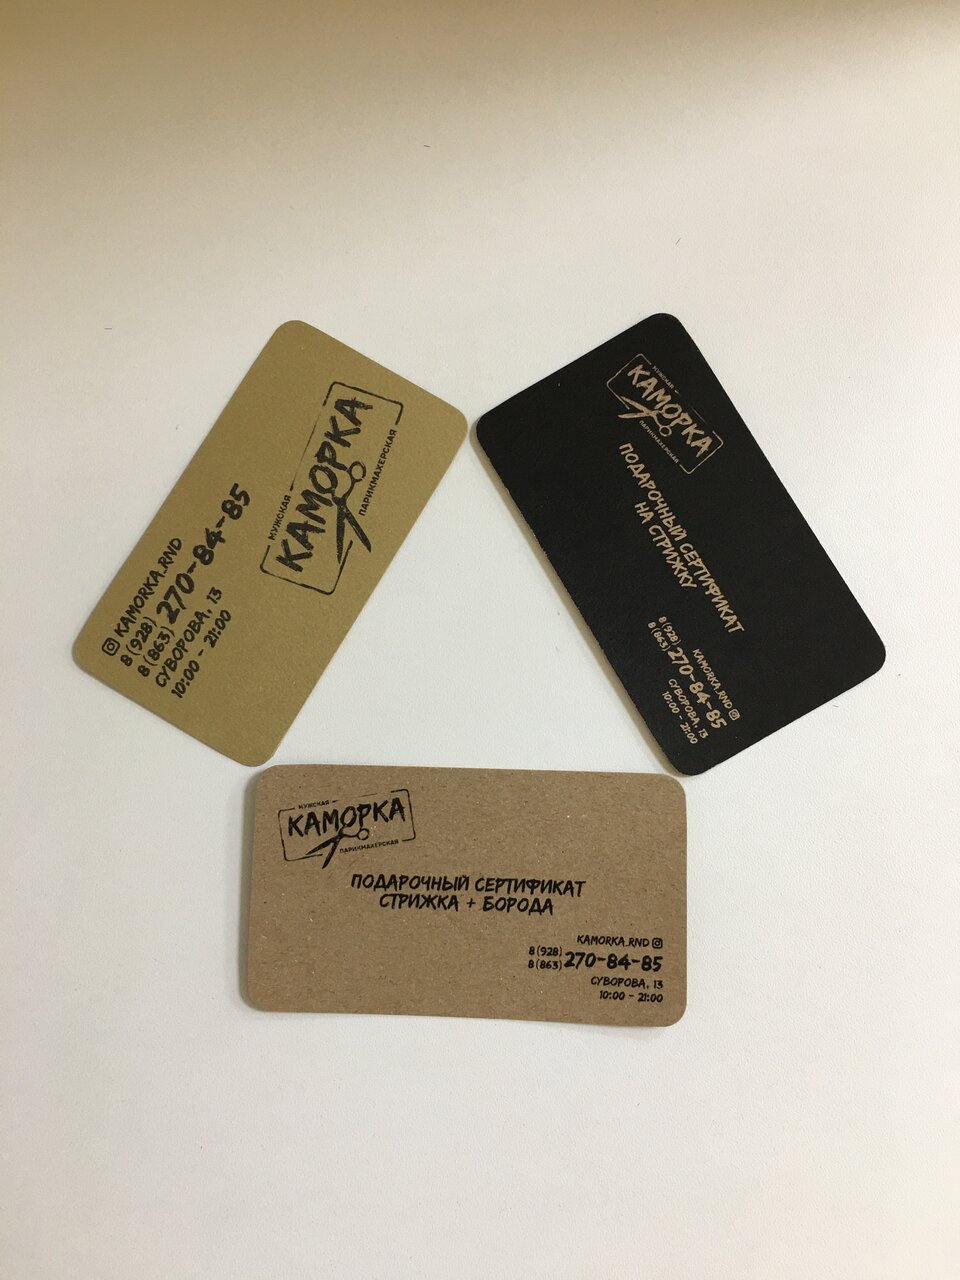 МУЖСКАЯ
КАМОРКА
ПАРИКМАХЕРСКАЯ
KAMORKA_RND
8(928)
8(863) 270-84-85
СУВОРОВА, 13
10:00 - 21:00
МУЖСКАЯ
КАМОРКА
ПАРИКМАХЕРСКАЯ
ПОДАРОЧНЫЙ СЕРТИФИКАТ
НА СТРИЖКУ
KAMORKA_RND
8(928)
8(863) 270-84-85
СУВОРОВА, 13
10:00 - 21:00
МУЖСКАЯ
КАМОРКА
ПАРИКМАХЕРСКАЯ
ПОДАРОЧНЫЙ СЕРТИФИКАТ
СТРИЖКА + БОРОДА
KAMORKA_RND
8(928)
8(863) 270-84-85
СУВОРОВА, 13
10:00 - 21:00